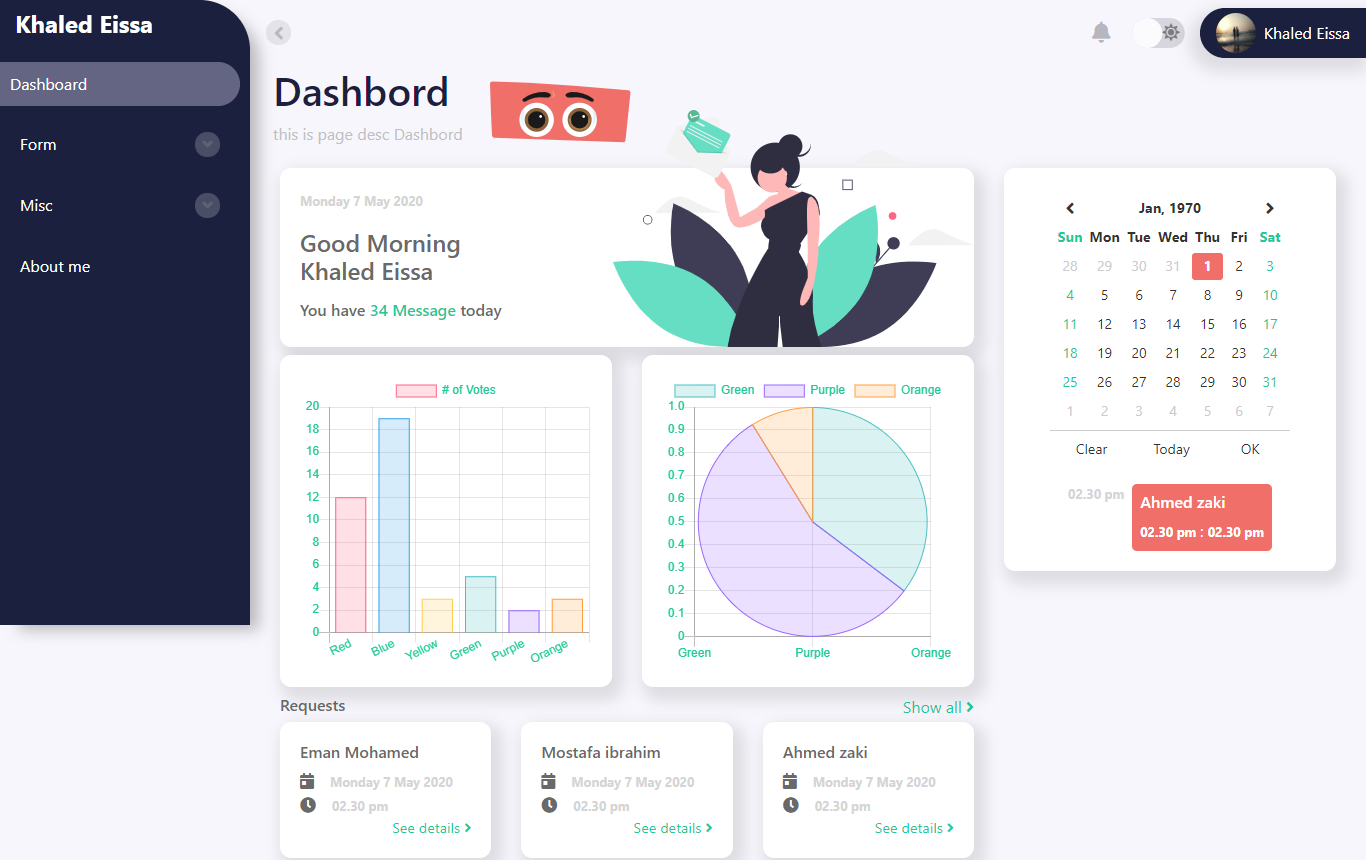 Khaled Eissa
Dashboard
Form
Misc
About me
Khaled Eissa
Dashbord
this is page desc Dashbord
Monday 7 May 2020
Good Morning
Khaled Eissa
You have 34 Message today
# of Votes
20
18
16
14
12
10
8
6
4
2
0
Red Blue Yellow Green Purple Orange
Green Purple Orange
1.0
0.9
0.8
0.7
0.6
0.5
0.4
0.3
0.2
0.1
0
Green Purple Orange
Jan, 1970
Sun Mon Tue Wed Thu Fri Sat
28 29 30 31 1 2 3
4 5 6 7 8 9 10
11 12 13 14 15 16 17
18 19 20 21 22 23 24
25 26 27 28 29 30 31
1 2 3 4 5 6 7
Clear Today OK
02.30 pm
Ahmed zaki
02.30 pm : 02.30 pm
Requests
Show all
Eman Mohamed
Monday 7 May 2020
02.30 pm
See details
Mostafa ibrahim
Monday 7 May 2020
02.30 pm
See details
Ahmed zaki
Monday 7 May 2020
02.30 pm
See details